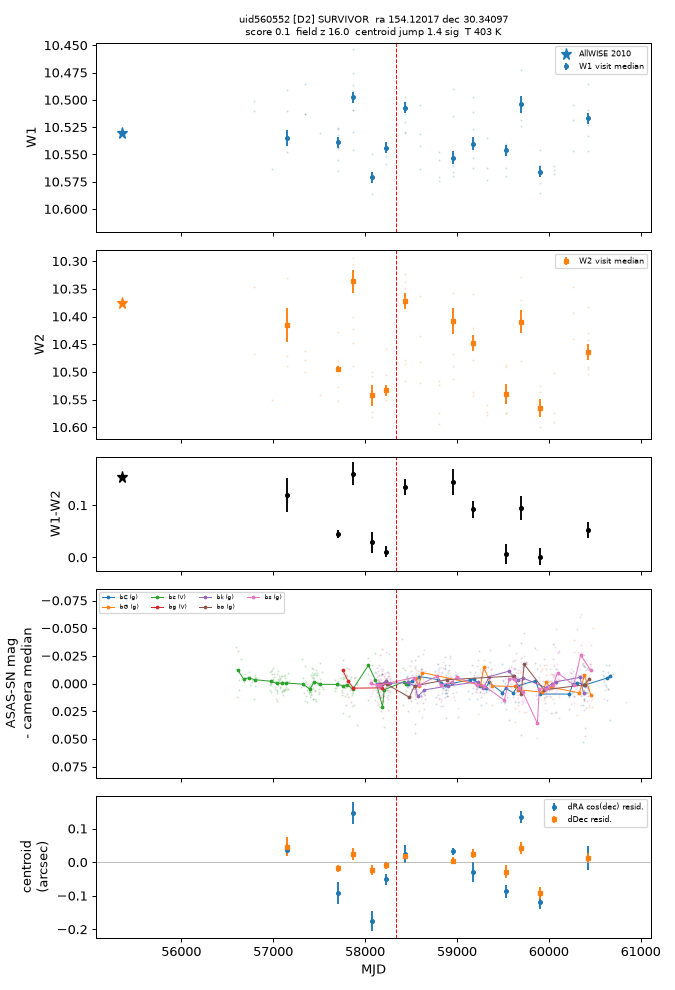 uid560552 [D2] SURVIVOR ra 154.12017 dec 30.34097
score 0.1 field z 16.0 centroid jump 1.4 sig T 403 K
10.450
10.475
10.500
10.525
10.550
10.575
10.600
W1
AllWISE 2010
W1 visit median
10.30
10.35
10.40
10.45
10.50
10.55
10.60
W2
W2 visit median
0.1
0.0
W1-W2
−0.075
−0.050
−0.025
0.000
0.025
0.050
0.075
ASAS-SN mag
- camera median
bC (g)
bG (g)
bc (V)
bg (V)
bk (g)
bo (g)
bs (g)
0.1
0.0
−0.1
−0.2
centroid
(arcsec)
dRA cos(dec) resid.
dDec resid.
56000 57000 58000 59000 60000 61000
MJD